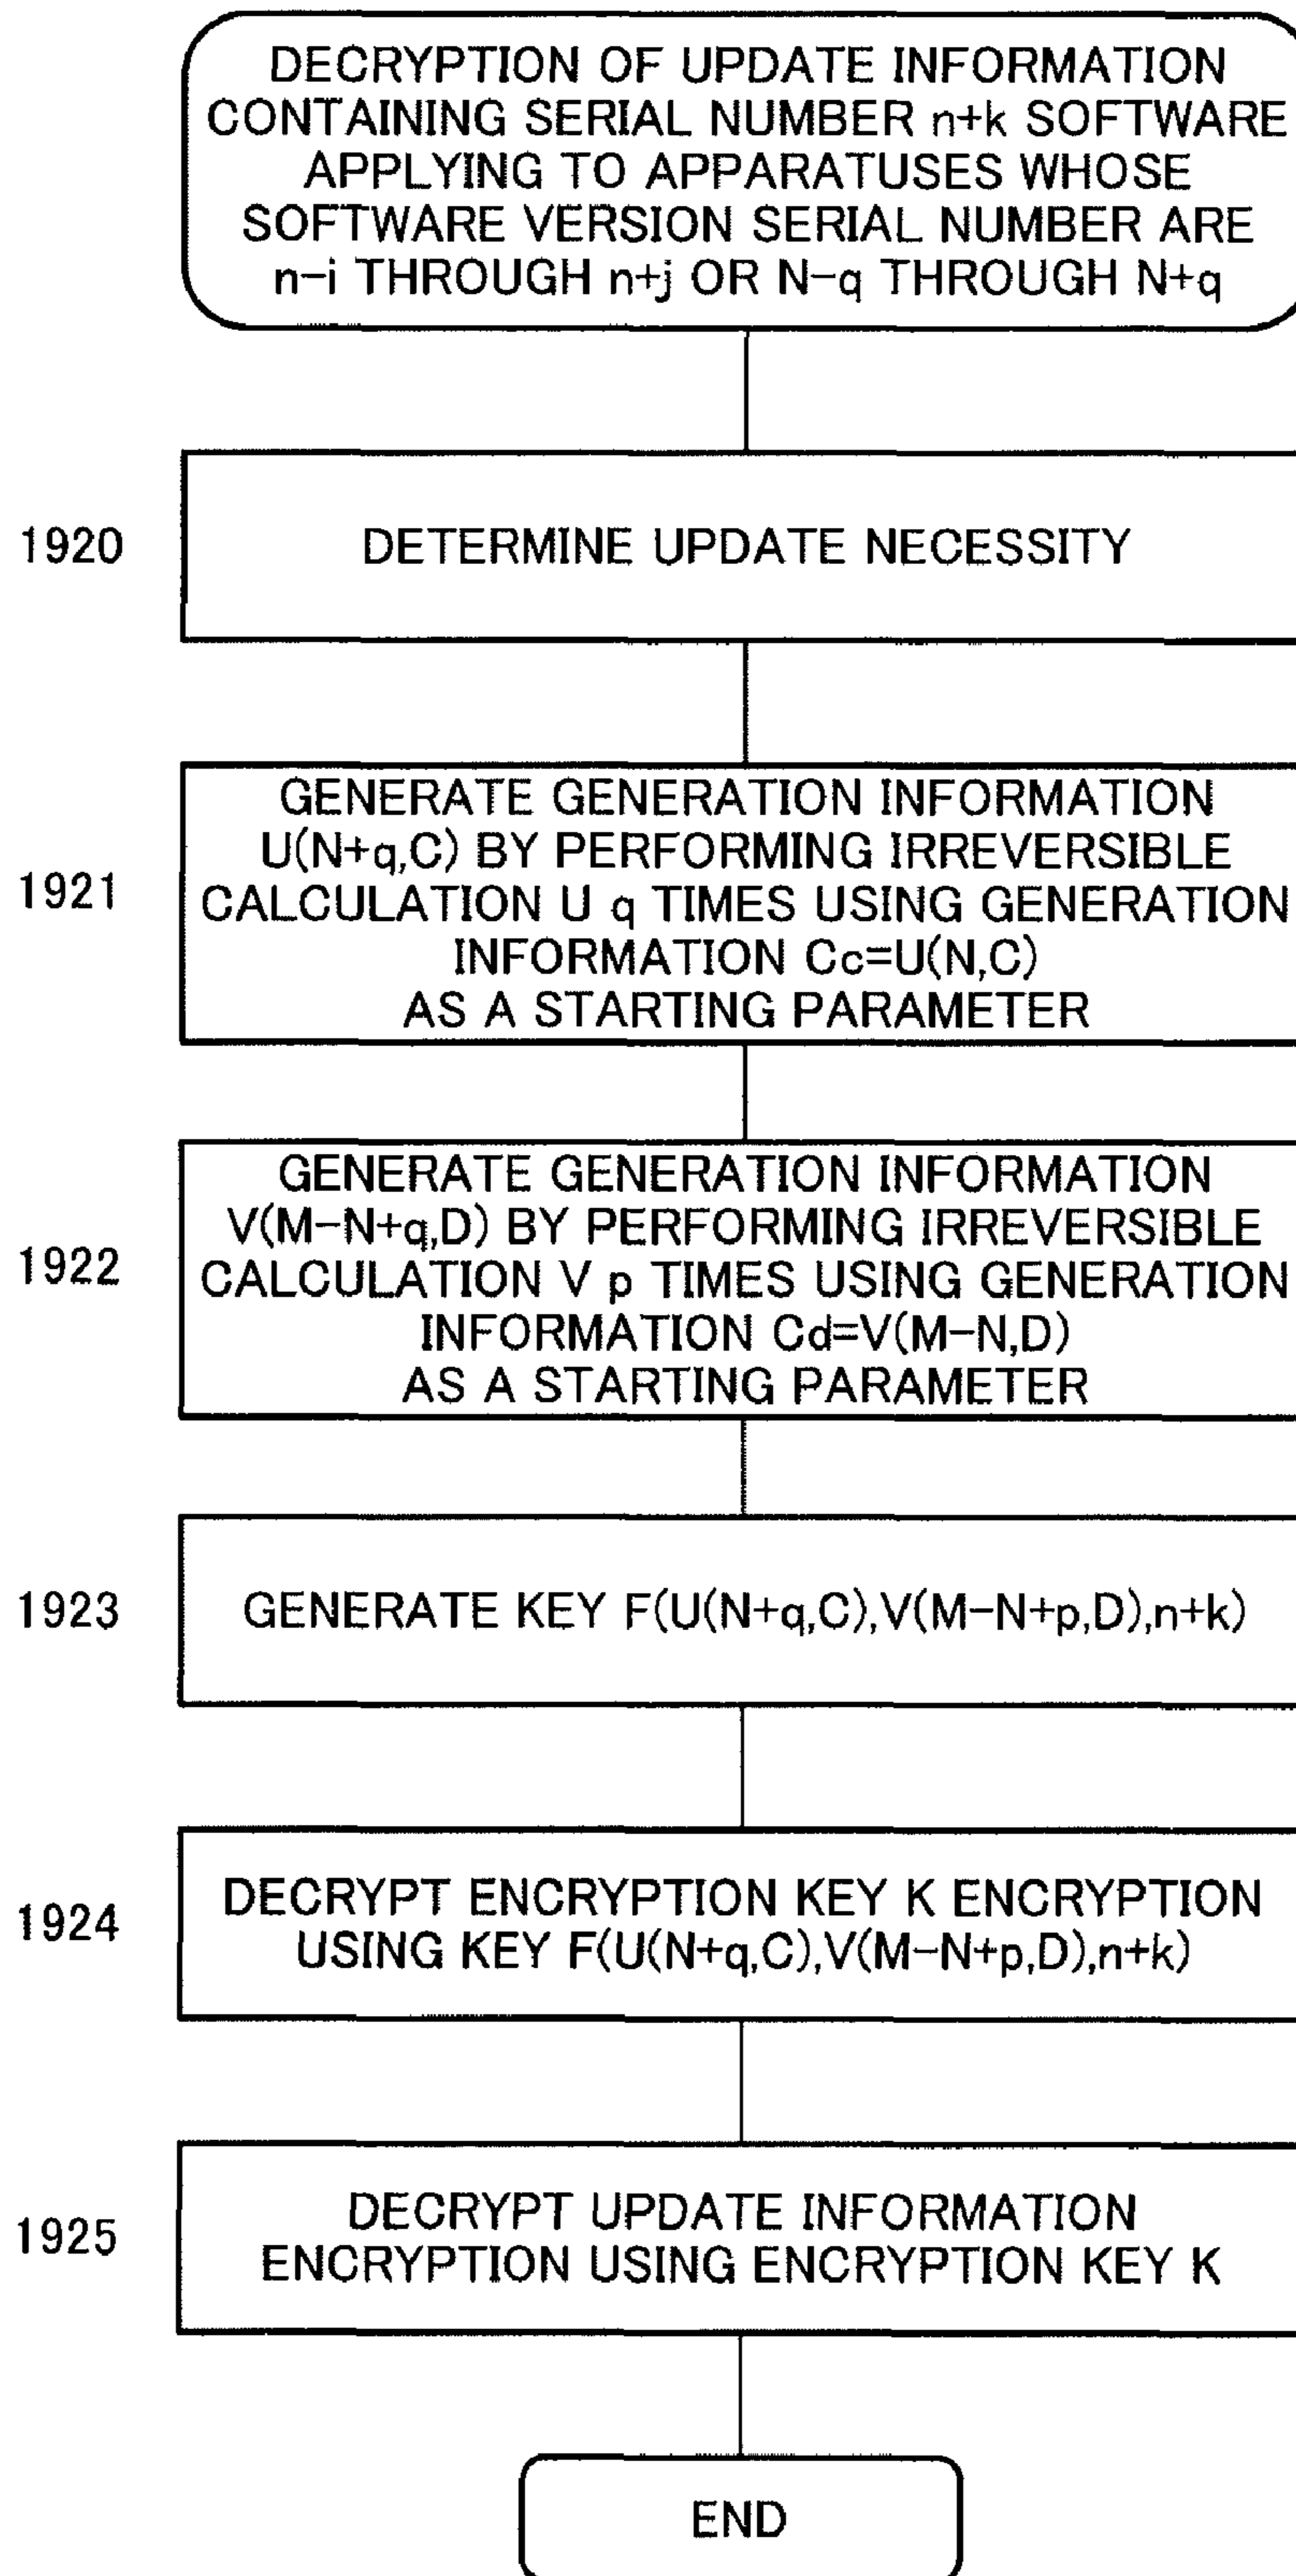 DECRYPTION OF UPDATE INFORMATION
CONTAINING SERIAL NUMBER n+k SOFTWARE
APPLYING TO APPARATUSES WHOSE
SOFTWARE VERSION SERIAL NUMBER ARE
n-i THROUGH n+j OR N-q THROUGH N+q
1920
DETERMINE UPDATE NECESSITY
1921
GENERATE GENERATION INFORMATION
U(N+q,C) BY PERFORMING IRREVERSIBLE
CALCULATION U q TIMES USING GENERATION
INFORMATION Cc=U(N,C)
AS A STARTING PARAMETER
1922
GENERATE GENERATION INFORMATION
V(M-N+q,D) BY PERFORMING IRREVERSIBLE
CALCULATION V p TIMES USING GENERATION
INFORMATION Cd=V(M-N,D)
AS A STARTING PARAMETER
1923
GENERATE KEY F(U(N+q,C),V(M-N+p,D),n+k)
1924
DECRYPT ENCRYPTION KEY K ENCRYPTION
USING KEY F(U(N+q,C),V(M-N+p,D),n+k)
1925
DECRYPT UPDATE INFORMATION
ENCRYPTION USING ENCRYPTION KEY K
END